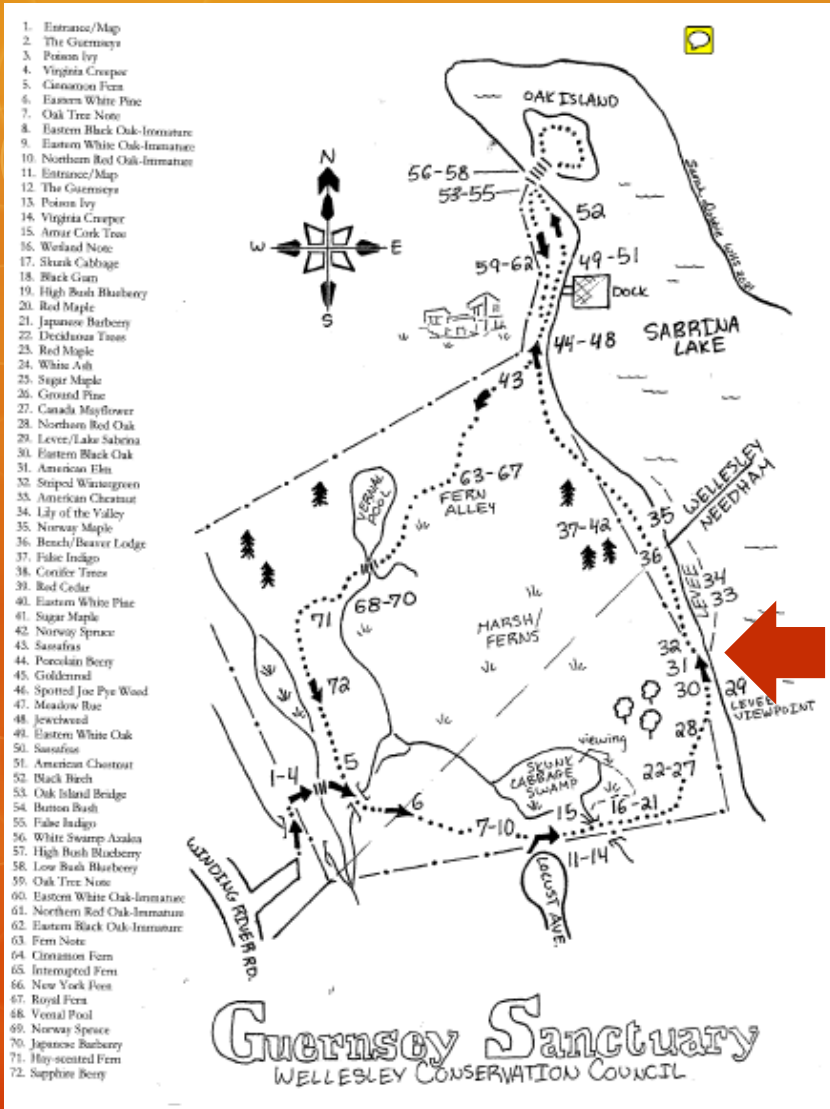 1. Entrance/Map
2. The Guernseys
3. Poison Ivy
4. Virginia Creeper
5. Cinnamon Fern
6. Eastern White Pine
7. Oak Tree Note
8. Eastern Black Oak-Immature
9. Eastern White Oak-Immature
10. Northern Red Oak-Immature
11. Entrance/Map
12. The Guernseys
13. Poison Ivy
14. Virginia Creeper
15. Amur Cork Tree
16. Wetland Note
17. Skunk Cabbage
18. Black Gum
19. High Bush Blueberry
20. Red Maple
21. Japanese Barberry
22. Deciduous Trees
23. Red Maple
24. White Ash
25. Sugar Maple
26. Ground Pine
27. Canada Mayflower
28. Northern Red Oak
29. Levee/Lake Sabrina
30. Eastern Black Oak
31. American Elm
32. Striped Wintergreen
33. American Chestnut
34. Lily of the Valley
35. Norway Maple
36. Bench/Beaver Lodge
37. False Indigo
38. Conifer Trees
39. Red Cedar
40. Eastern White Pine
41. Sugar Maple
42. Norway Spruce
43. Sassafras
44. Porcelain Berry
45. Goldenrod
46. Spotted Joe Pye Weed
47. Meadow Rue
48. Jewelweed
49. Eastern White Oak
50. Sassafras
51. American Chestnut
52. Black Birch
53. Oak Island Bridge
54. Button Bush
55. False Indigo
56. White Swamp Azalea
57. High Bush Blueberry
58. Low Bush Blueberry
59. Oak Tree Note
60. Eastern White Oak-Immature
61. Northern Red Oak-Immature
62. Eastern Black Oak-Immature
63. Fern Note
64. Cinnamon Fern
65. Interrupted Fern
66. New York Fern
67. Royal Fern
68. Vernal Pool
69. Norway Spruce
70. Japanese Barberry
71. Hay-scented Fern
72. Sapphire Berry
OAK ISLAND
N
W
E
S
56-58
53-55
52
59-62
49-51
DOCK
44-48
SABRINA
LAKE
43
63-67
FERN
ALLEY
VERNAL
POOL
WELLESLEY
NEEDHAM
35
37-42
36
LEVEE
34
33
68-70
71
MARSH/
FERNS
32
31
30
29
LEVEE
VIEWPOINT
72
28
viewing
SKUNK
CABBAGE
SWAMP
22-27
5
1-4
6
15
16-21
7-10
11-14
WINDING RIVER RD.
LOCUST AVE.
Guernsey Sanctuary
WELLESLEY CONSERVATION COUNCIL